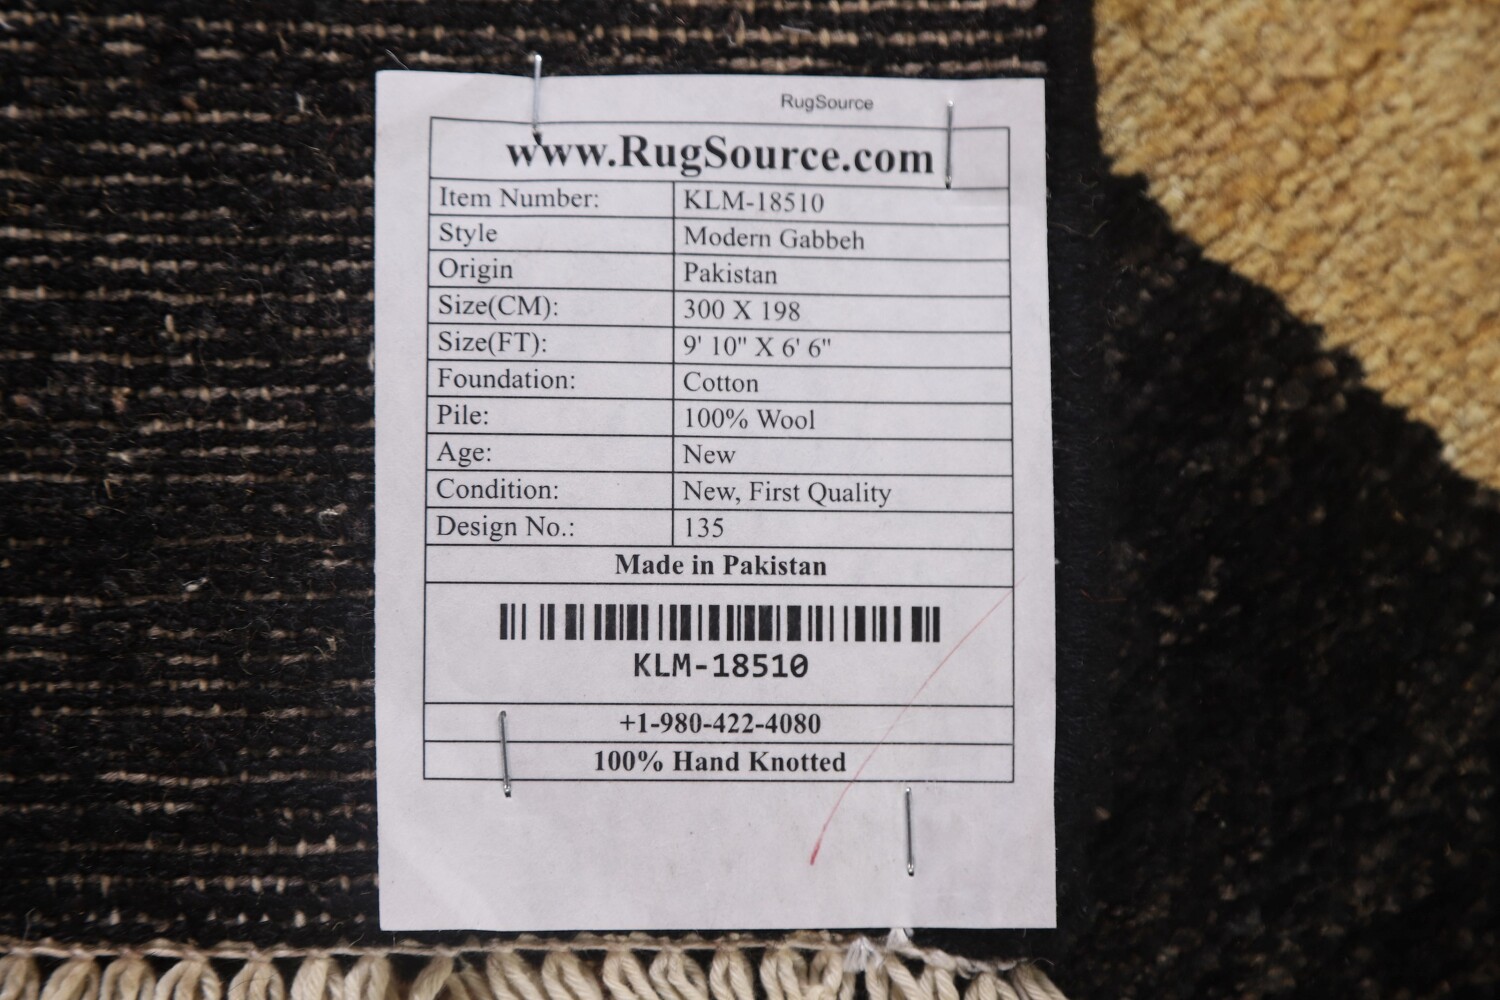 RugSource
www.RugSource.com
Item Number: KLM-18510
Style Modern Gabbeh
Origin Pakistan
Size(CM): 300 X 198
Size(FT): 9' 10" X 6' 6"
Foundation: Cotton
Pile: 100% Wool
Age: New
Condition: New, First Quality
Design No.: 135
Made in Pakistan
KLM-18510
+1-980-422-4080
100% Hand Knotted